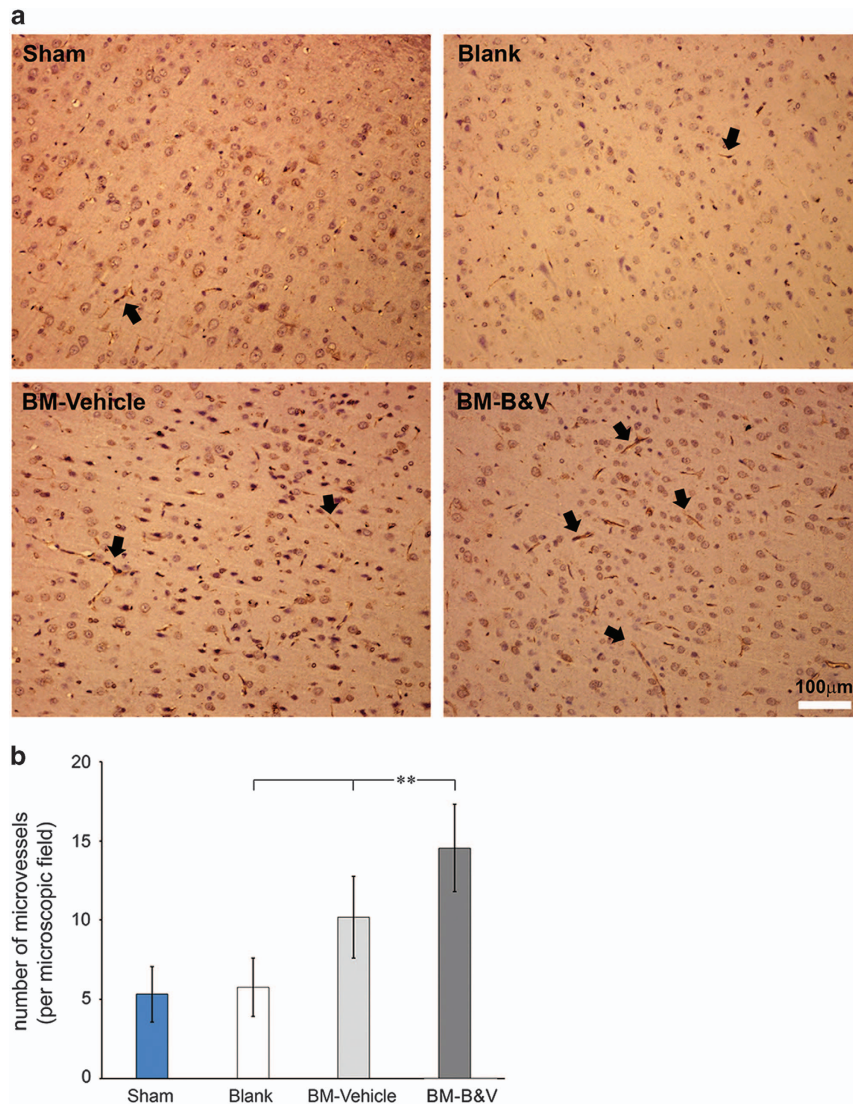 a
Sham
Blank
BM-Vehicle
BM-B&V
100μm
b
number of microvessels
(per microscopic field)
20
15
10
5
0
**
Sham
Blank
BM-Vehicle
BM-B&V